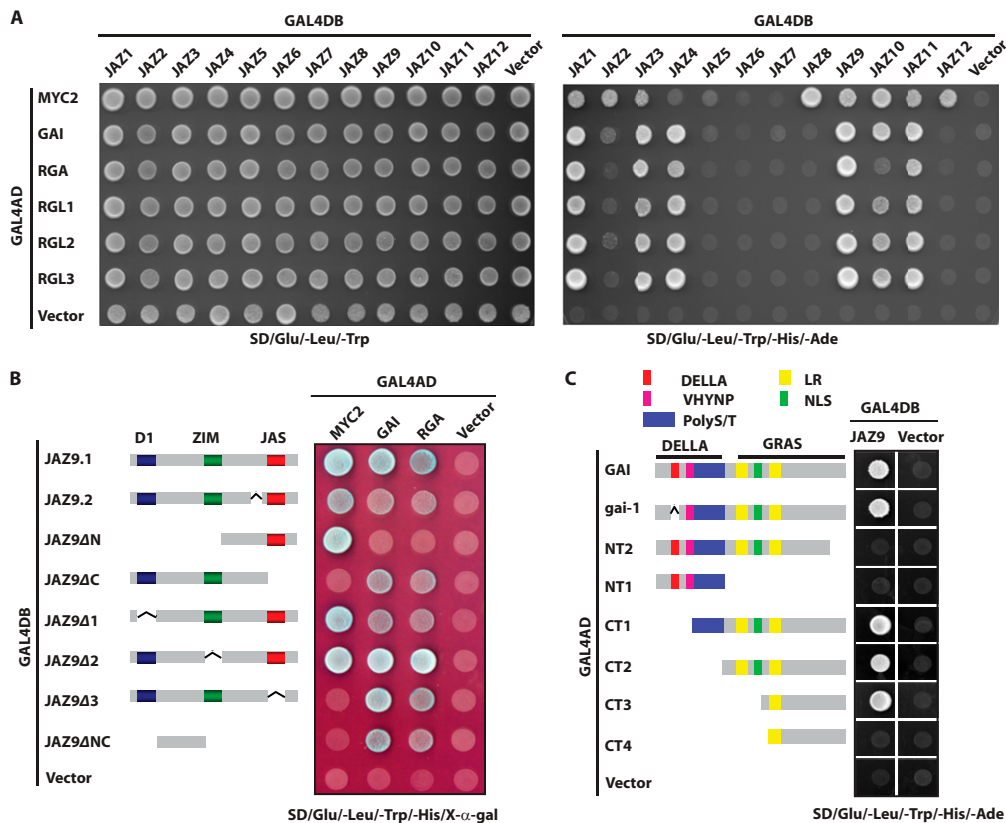 A
GAL4DB
GAL4DB
JAZ1 JAZ2 JAZ3 JAZ4 JAZ5 JAZ6 JAZ7 JAZ8 JAZ9 JAZ10 JAZ11 JAZ12 Vector
JAZ1 JAZ2 JAZ3 JAZ4 JAZ5 JAZ6 JAZ7 JAZ8 JAZ9 JAZ10 JAZ11 JAZ12 Vector
GAL4AD
MYC2
GAI
RGA
RGL1
RGL2
RGL3
Vector
SD/Glu/-Leu/-Trp
SD/Glu/-Leu/-Trp/-His/-Ade
B
GAL4AD
MYC2 GAI RGA Vector
D1 ZIM JAS
GAL4DB
JAZ9.1
JAZ9.2
JAZ9ΔN
JAZ9ΔC
JAZ9Δ1
JAZ9Δ2
JAZ9Δ3
JAZ9ΔNC
Vector
SD/Glu/-Leu/-Trp/-His/X-α-gal
C
DELLA LR
VHYNP NLS
PolyS/T
GAL4DB
DELLA GRAS
JAZ9 Vector
GAL4AD
GAI
gai-1
NT2
NT1
CT1
CT2
CT3
CT4
Vector
SD/Glu/-Leu/-Trp/-His/-Ade